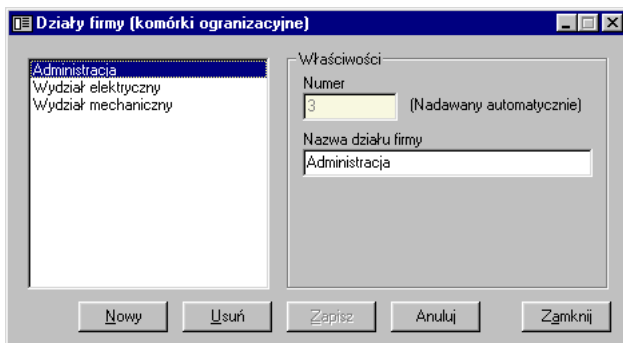 Działy firmy (komórki ogranizacyjne)
Administracja
Wydział elektryczny
Wydział mechaniczny
Właściwości
Numer
3 (Nadawany automatycznie)
Nazwa działu firmy
Administracja
Nowy Usuń Zapisz Anuluj Zamknij